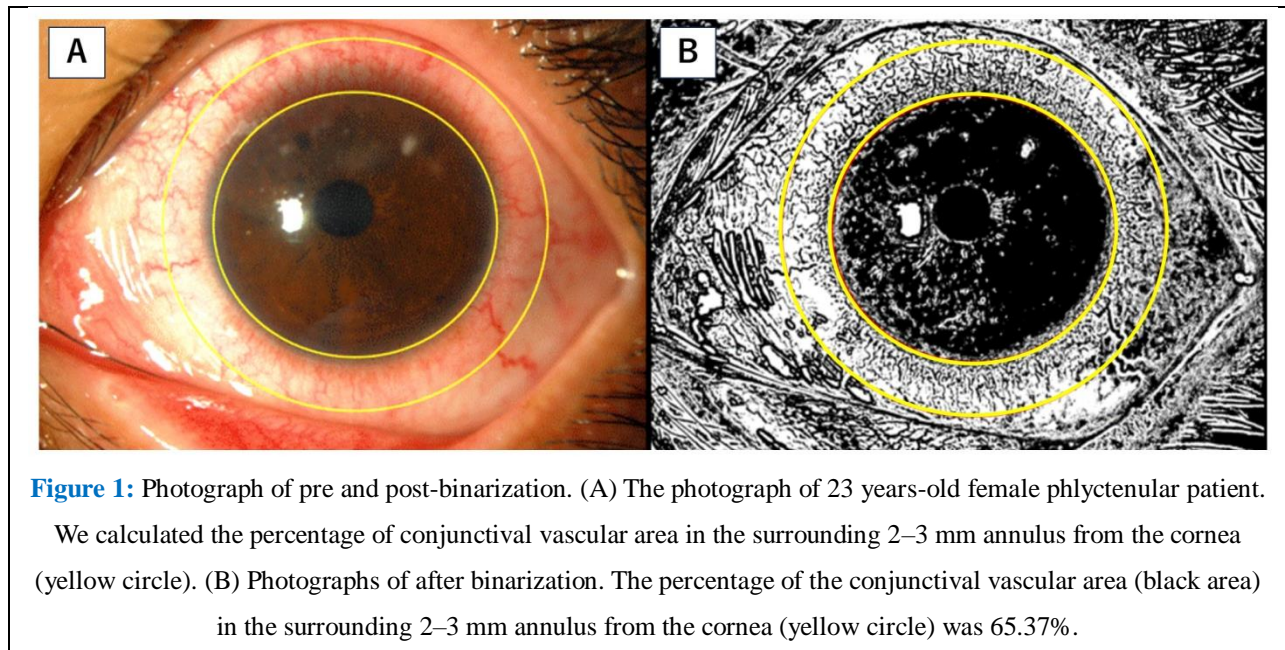 A
B
Figure 1: Photograph of pre and post-binarization. (A) The photograph of 23 years-old female phlyctenular patient.
We calculated the percentage of conjunctival vascular area in the surrounding 2–3 mm annulus from the cornea
(yellow circle). (B) Photographs of after binarization. The percentage of the conjunctival vascular area (black area)
in the surrounding 2–3 mm annulus from the cornea (yellow circle) was 65.37%.